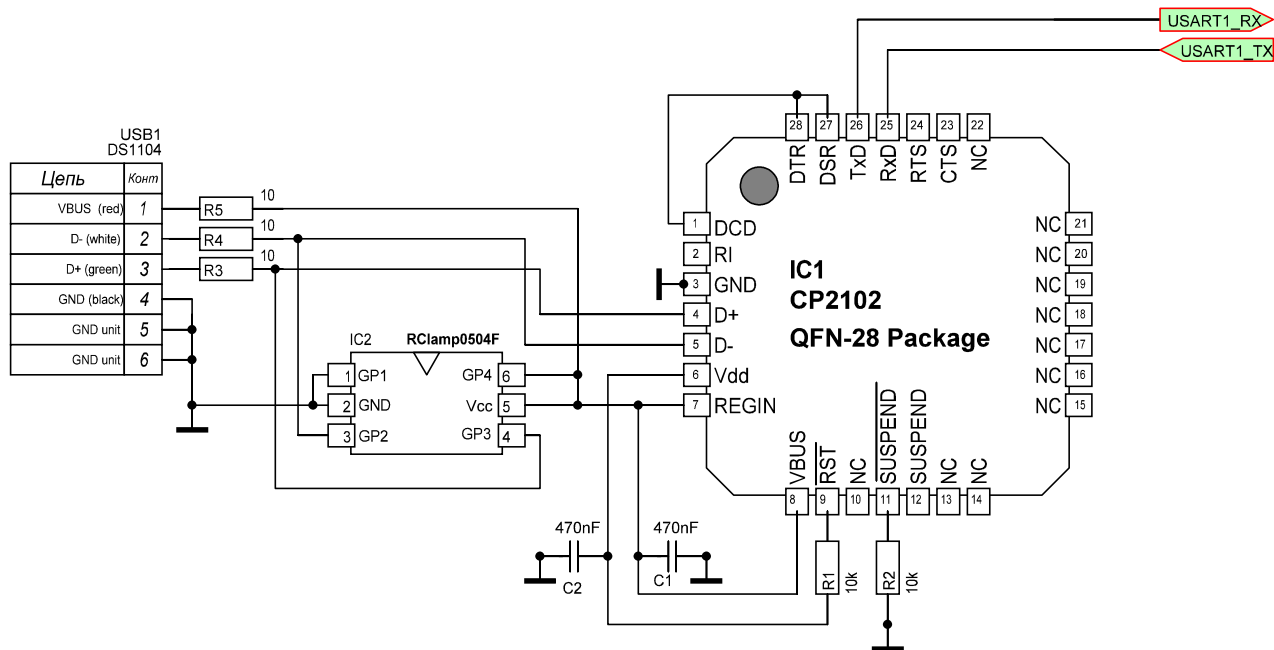 USART1_RX
USART1_TX
USB1
DS1104
Цепь Конт
VBUS (red) 1
D- (white) 2
D+ (green) 3
GND (black) 4
GND unit 5
GND unit 6
R5 10
R4 10
R3 10
IC2 RClamp0504F
1 GP1 GP4 6
2 GND Vcc 5
3 GP2 GP3 4
28 27 26 25 24 23 22
DTR DSR TxD RxD RTS CTS NC
1 DCD
2 RI
3 GND
4 D+
5 D-
6 Vdd
7 REGIN
IC1
CP2102
QFN-28 Package
NC 21
NC 20
NC 19
NC 18
NC 17
NC 16
NC 15
VBUS RST NC SUSPEND SUSPEND NC NC
8 9 10 11 12 13 14
470nF
C2
470nF
C1
R1 10k
R2 10k